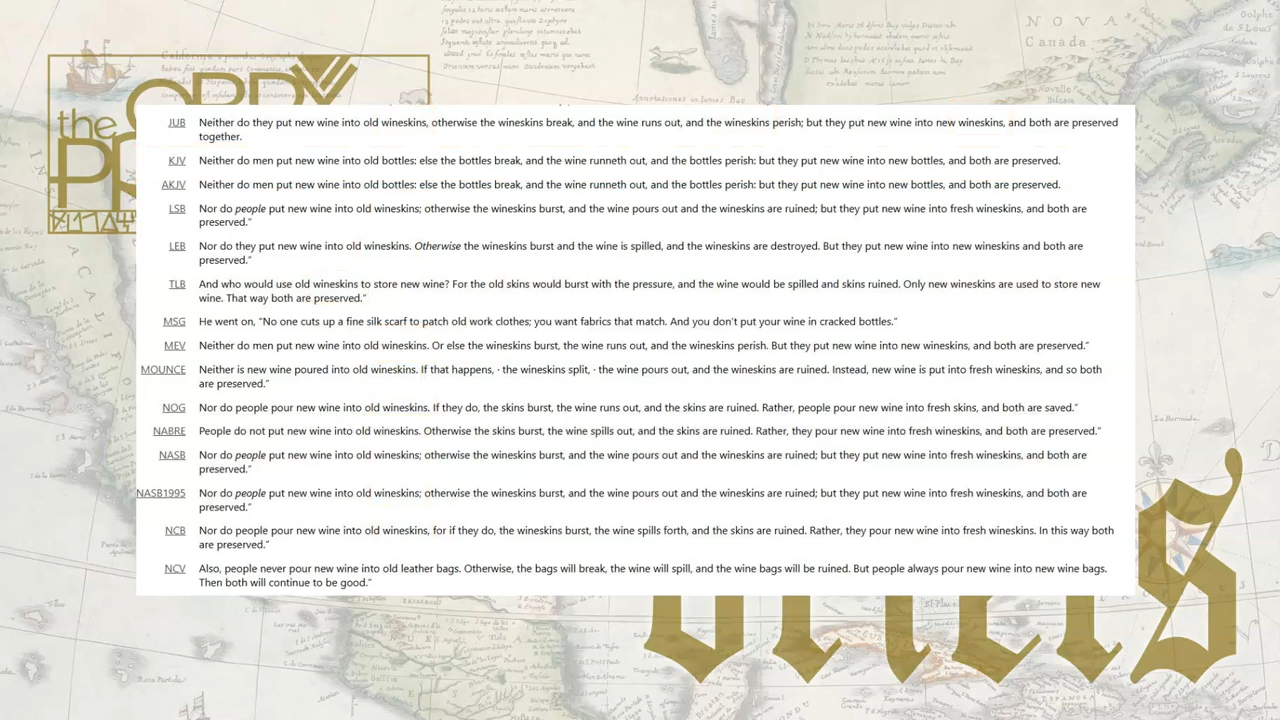 Golphe
de S. Louis
NOVA
Canada
Annotationes in James Bay
the
JUB Neither do they put new wine into old wineskins, otherwise the wineskins break, and the wine runs out, and the wineskins perish; but they put new wine into new wineskins, and both are preserved
together.
KJV Neither do men put new wine into old bottles: else the bottles break, and the wine runneth out, and the bottles perish: but they put new wine into new bottles, and both are preserved.
AKJV Neither do men put new wine into old bottles: else the bottles break, and the wine runneth out, and the bottles perish: but they put new wine into new bottles, and both are preserved.
LSB Nor do people put new wine into old wineskins; otherwise the wineskins burst, and the wine pours out and the wineskins are ruined; but they put new wine into fresh wineskins, and both are
preserved.”
LEB Nor do they put new wine into old wineskins. Otherwise the wineskins burst and the wine is spilled, and the wineskins are destroyed. But they put new wine into new wineskins and both are
preserved.”
TLB And who would use old wineskins to store new wine? For the old skins would burst with the pressure, and the wine would be spilled and skins ruined. Only new wineskins are used to store new
wine. That way both are preserved.”
MSG He went on, “No one cuts up a fine silk scarf to patch old work clothes; you want fabrics that match. And you don’t put your wine in cracked bottles.”
MEV Neither do men put new wine into old wineskins. Or else the wineskins burst, the wine runs out, and the wineskins perish. But they put new wine into new wineskins, and both are preserved.”
MOUNCE Neither is new wine poured into old wineskins. If that happens, · the wineskins split, · the wine pours out, and the wineskins are ruined. Instead, new wine is put into fresh wineskins, and so both
are preserved.”
NOG Nor do people pour new wine into old wineskins. If they do, the skins burst, the wine runs out, and the skins are ruined. Rather, people pour new wine into fresh skins, and both are saved.”
NABRE People do not put new wine into old wineskins. Otherwise the skins burst, the wine spills out, and the skins are ruined. Rather, they pour new wine into fresh wineskins, and both are preserved.”
NASB Nor do people put new wine into old wineskins; otherwise the wineskins burst, and the wine pours out and the wineskins are ruined; but they put new wine into fresh wineskins, and both are
preserved.”
NASB1995 Nor do people put new wine into old wineskins; otherwise the wineskins burst, and the wine pours out and the wineskins are ruined; but they put new wine into fresh wineskins, and both are
preserved.”
NCB Nor do people pour new wine into old wineskins, for if they do, the wineskins burst, the wine spills forth, and the skins are ruined. Rather, they pour new wine into fresh wineskins. In this way both
are preserved.”
NCV Also, people never pour new wine into old leather bags. Otherwise, the bags will break, the wine will spill, and the wine bags will be ruined. But people always pour new wine into new wine bags.
Then both will continue to be good.”
La Bermuda